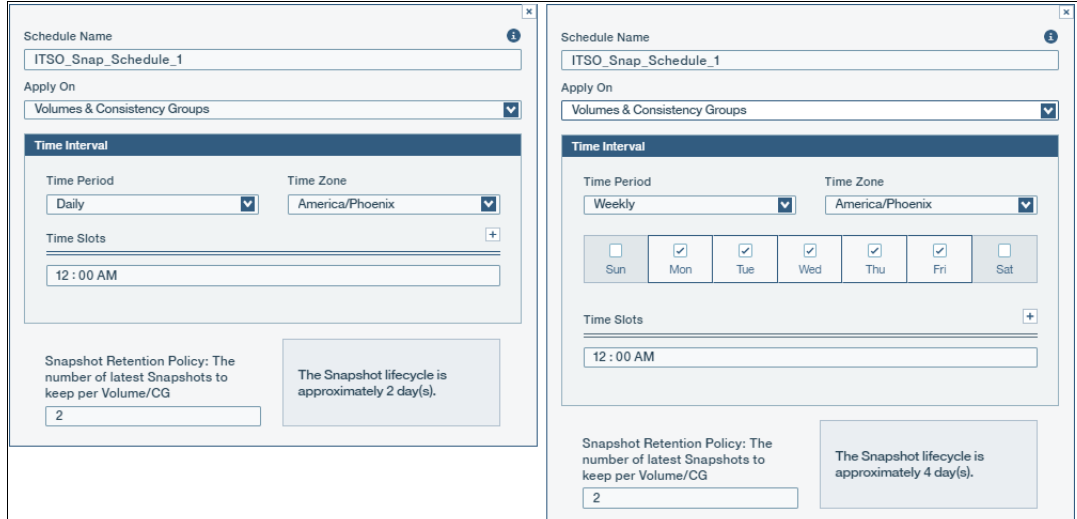 Schedule Name
ITSO_Snap_Schedule_1
Apply On
Volumes & Consistency Groups
Time Interval
Time Period
Time Zone
Daily
America/Phoenix
Time Slots
+
12 : 00 AM
Snapshot Retention Policy: The
number of latest Snapshots to
keep per Volume/CG
2
The Snapshot lifecycle is
approximately 2 day(s).
Schedule Name
ITSO_Snap_Schedule_1
Apply On
Volumes & Consistency Groups
Time Interval
Time Period
Time Zone
Weekly
America/Phoenix
Sun Mon Tue Wed Thu Fri Sat
Time Slots
+
12 : 00 AM
Snapshot Retention Policy: The
number of latest Snapshots to
keep per Volume/CG
2
The Snapshot lifecycle is
approximately 4 day(s).